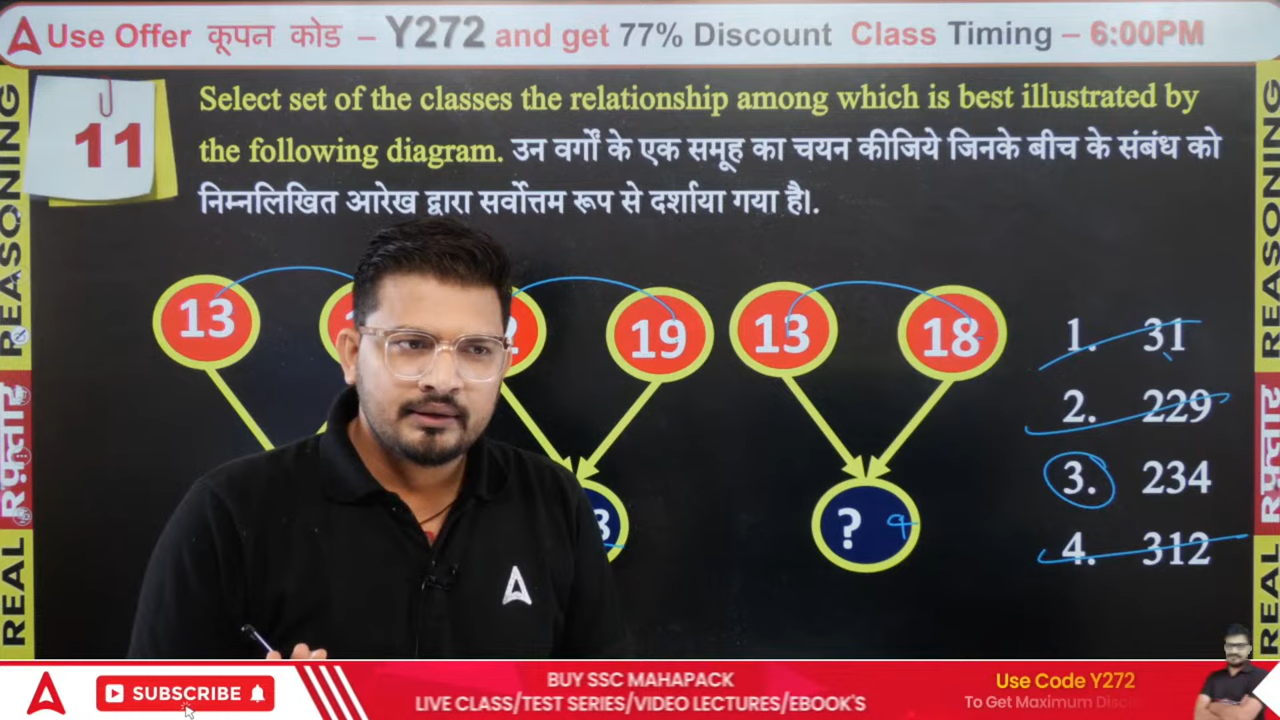 Use Offer कूपन कोड – Y272 and get 77% Discount Class Timing – 6:00PM
REASONING
रफ़्तार
REAL
11
Select set of the classes the relationship among which is best illustrated by
the following diagram. उन वर्गों के एक समूह का चयन कीजिये जिनके बीच के संबंध को
निम्नलिखित आरेख द्वारा सर्वोत्तम रूप से दर्शाया गया है।.
13
19
13
18
? 9
1. 31
2. 229
3. 234
4. 312
REASONING
रफ़्तार
REAL
SUBSCRIBE
BUY SSC MAHAPACK
LIVE CLASS/TEST SERIES/VIDEO LECTURES/EBOOK'S
Use Code Y272
To Get Maximum